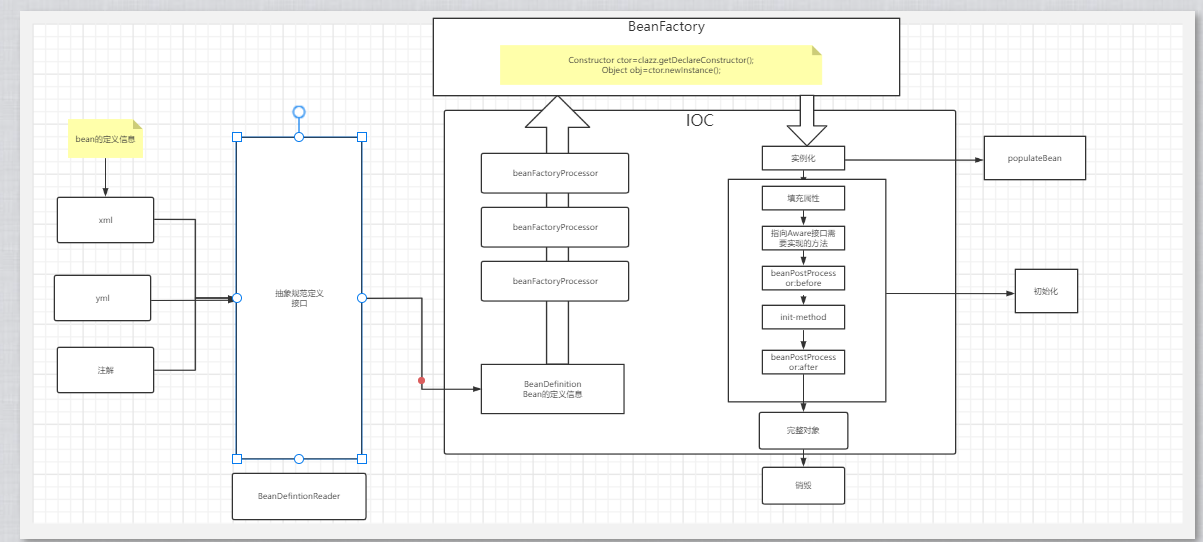 BeanFactory
Constructor ctor=clazz.getDeclareConstructor();
Object obj=ctor.newInstance();
IOC
bean的定义信息
xml
yml
注解
抽象规范定义
接口
BeanDefintionReader
beanFactoryProcessor
beanFactoryProcessor
beanFactoryProcessor
BeanDefinition
Bean的定义信息
实例化
populateBean
填充属性
指向Aware接口需
要实现的方法
beanPostProcess
or:before
init-method
beanPostProcess
or:after
初始化
完整对象
销毁